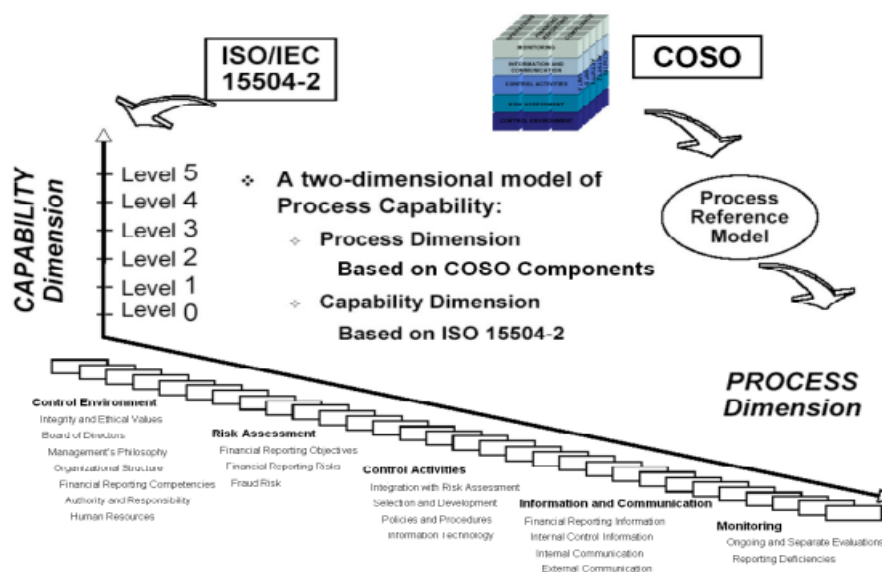 ISO/IEC
15504-2
COSO
MONITORING
INFORMATION AND
COMMUNICATION
CONTROL ACTIVITIES
RISK ASSESSMENT
CONTROL ENVIRONMENT
CAPABILITY
Dimension
Level 5
Level 4
Level 3
Level 2
Level 1
Level 0
A two-dimensional model of
Process Capability:
Process Dimension
Based on COSO Components
Capability Dimension
Based on ISO 15504-2
Process
Reference
Model
PROCESS
Dimension
Control Environment
Integrity and Ethical Values
Board of Directors
Management's Philosophy
Organizational Structure
Financial Reporting Competencies
Authority and Responsibility
Human Resources
Risk Assessment
Financial Reporting Objectives
Financial Reporting Risks
Fraud Risk
Control Activities
Integration with Risk Assessment
Selection and Development
Policies and Procedures
Information Technology
Information and Communication
Financial Reporting Information
Internal Control Information
Internal Communication
External Communication
Monitoring
Ongoing and Separate Evaluations
Reporting Deficiencies